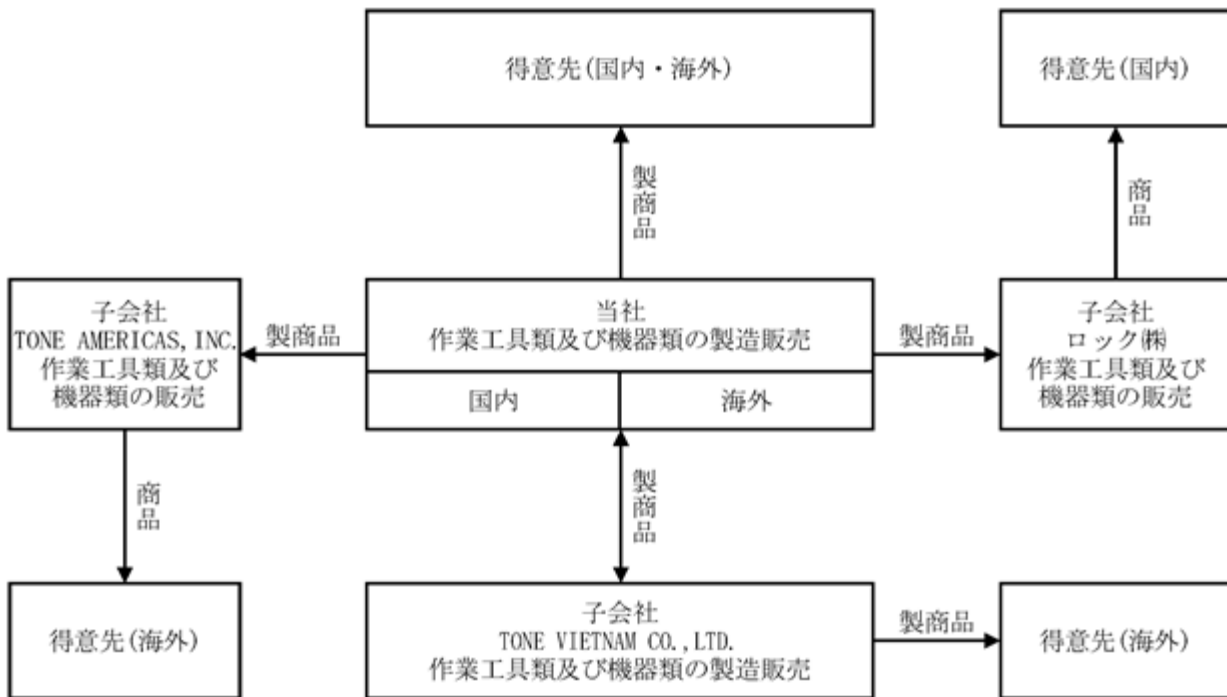 得意先(国内・海外)
得意先(国内)
製商品
商品
子会社
TONE AMERICAS,INC.
作業工具類及び
機器類の販売
製商品
当社
作業工具類及び機器類の製造販売
国内
海外
製商品
子会社
ロック㈱
作業工具類及び
機器類の販売
商品
製商品
得意先(海外)
子会社
TONE VIETNAM CO.,LTD.
作業工具類及び機器類の製造販売
製商品
得意先(海外)